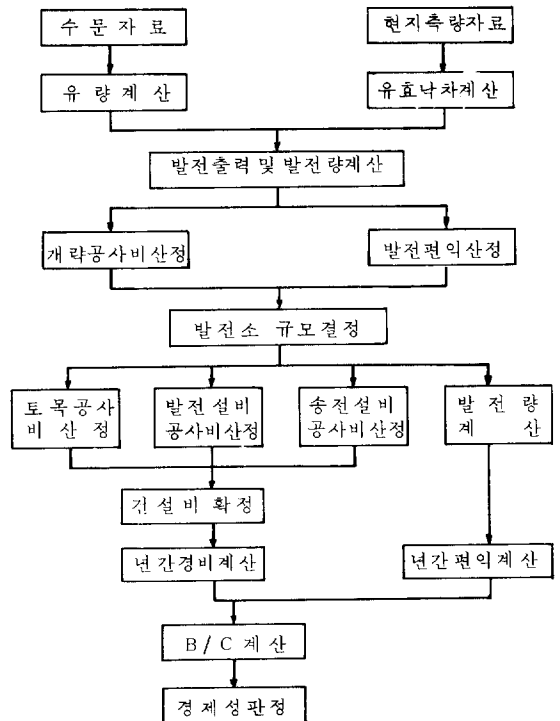 수문자료
현지측량자료
유량계산
유효낙차계산
발전출력 및 발전량계산
개략공사비산정
발전편익산정
발전소 규모결정
토목공사
비산정
발전설비
공사비산정
송전설비
공사비산정
발전량
계산
건설비 확정
년간경비계산
년간편익계산
B/C 계산
경제성판정